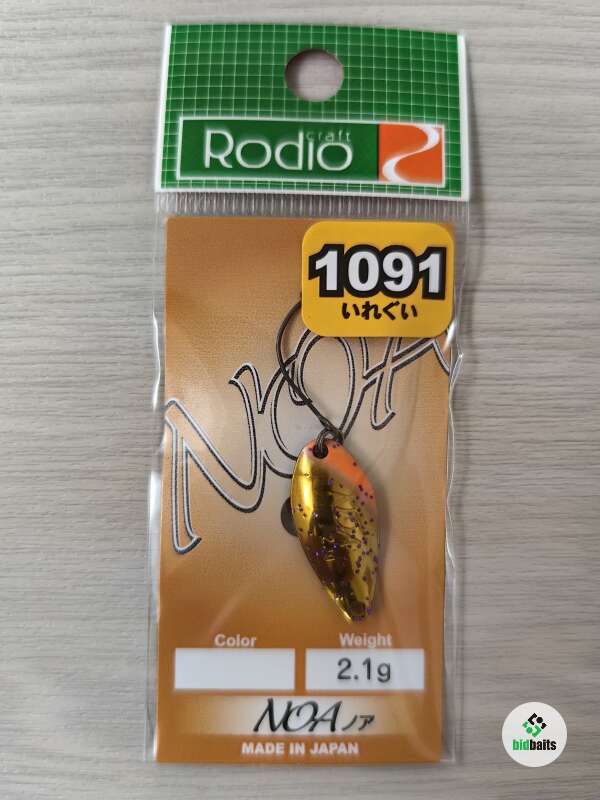 craft
Rodio
1091
いれぐい
NOA
Color
Weight
2.1g
NOAノア
MADE IN JAPAN
bidbaits